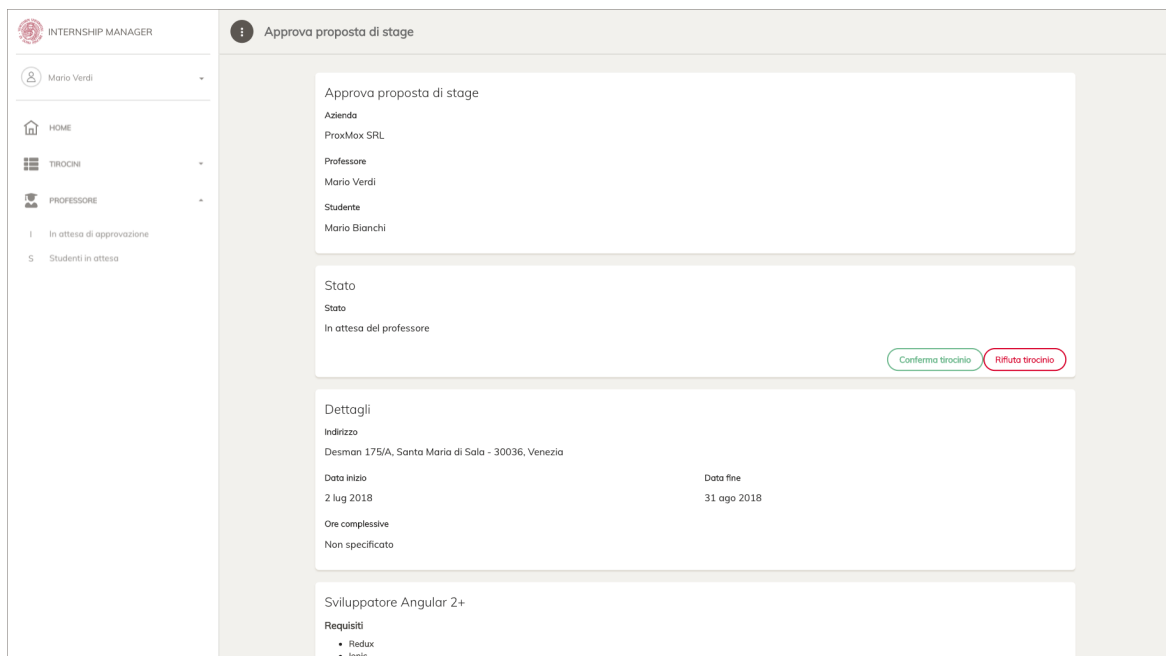 INTERNSHIP MANAGER
Mario Verdi
HOME
TIROCINI
PROFESSORE
I In attesa di approvazione
S Studenti in attesa
Approva proposta di stage
Approva proposta di stage
Azienda
ProxMox SRL
Professore
Mario Verdi
Studente
Mario Bianchi
Stato
Stato
In attesa del professore
Conferma tirocinio Rifiuta tirocinio
Dettagli
Indirizzo
Desman 175/A, Santa Maria di Sala - 30036, Venezia
Data inizio Data fine
2 lug 2018 31 ago 2018
Ore complessive
Non specificato
Sviluppatore Angular 2+
Requisiti
• Redux
• Ionic